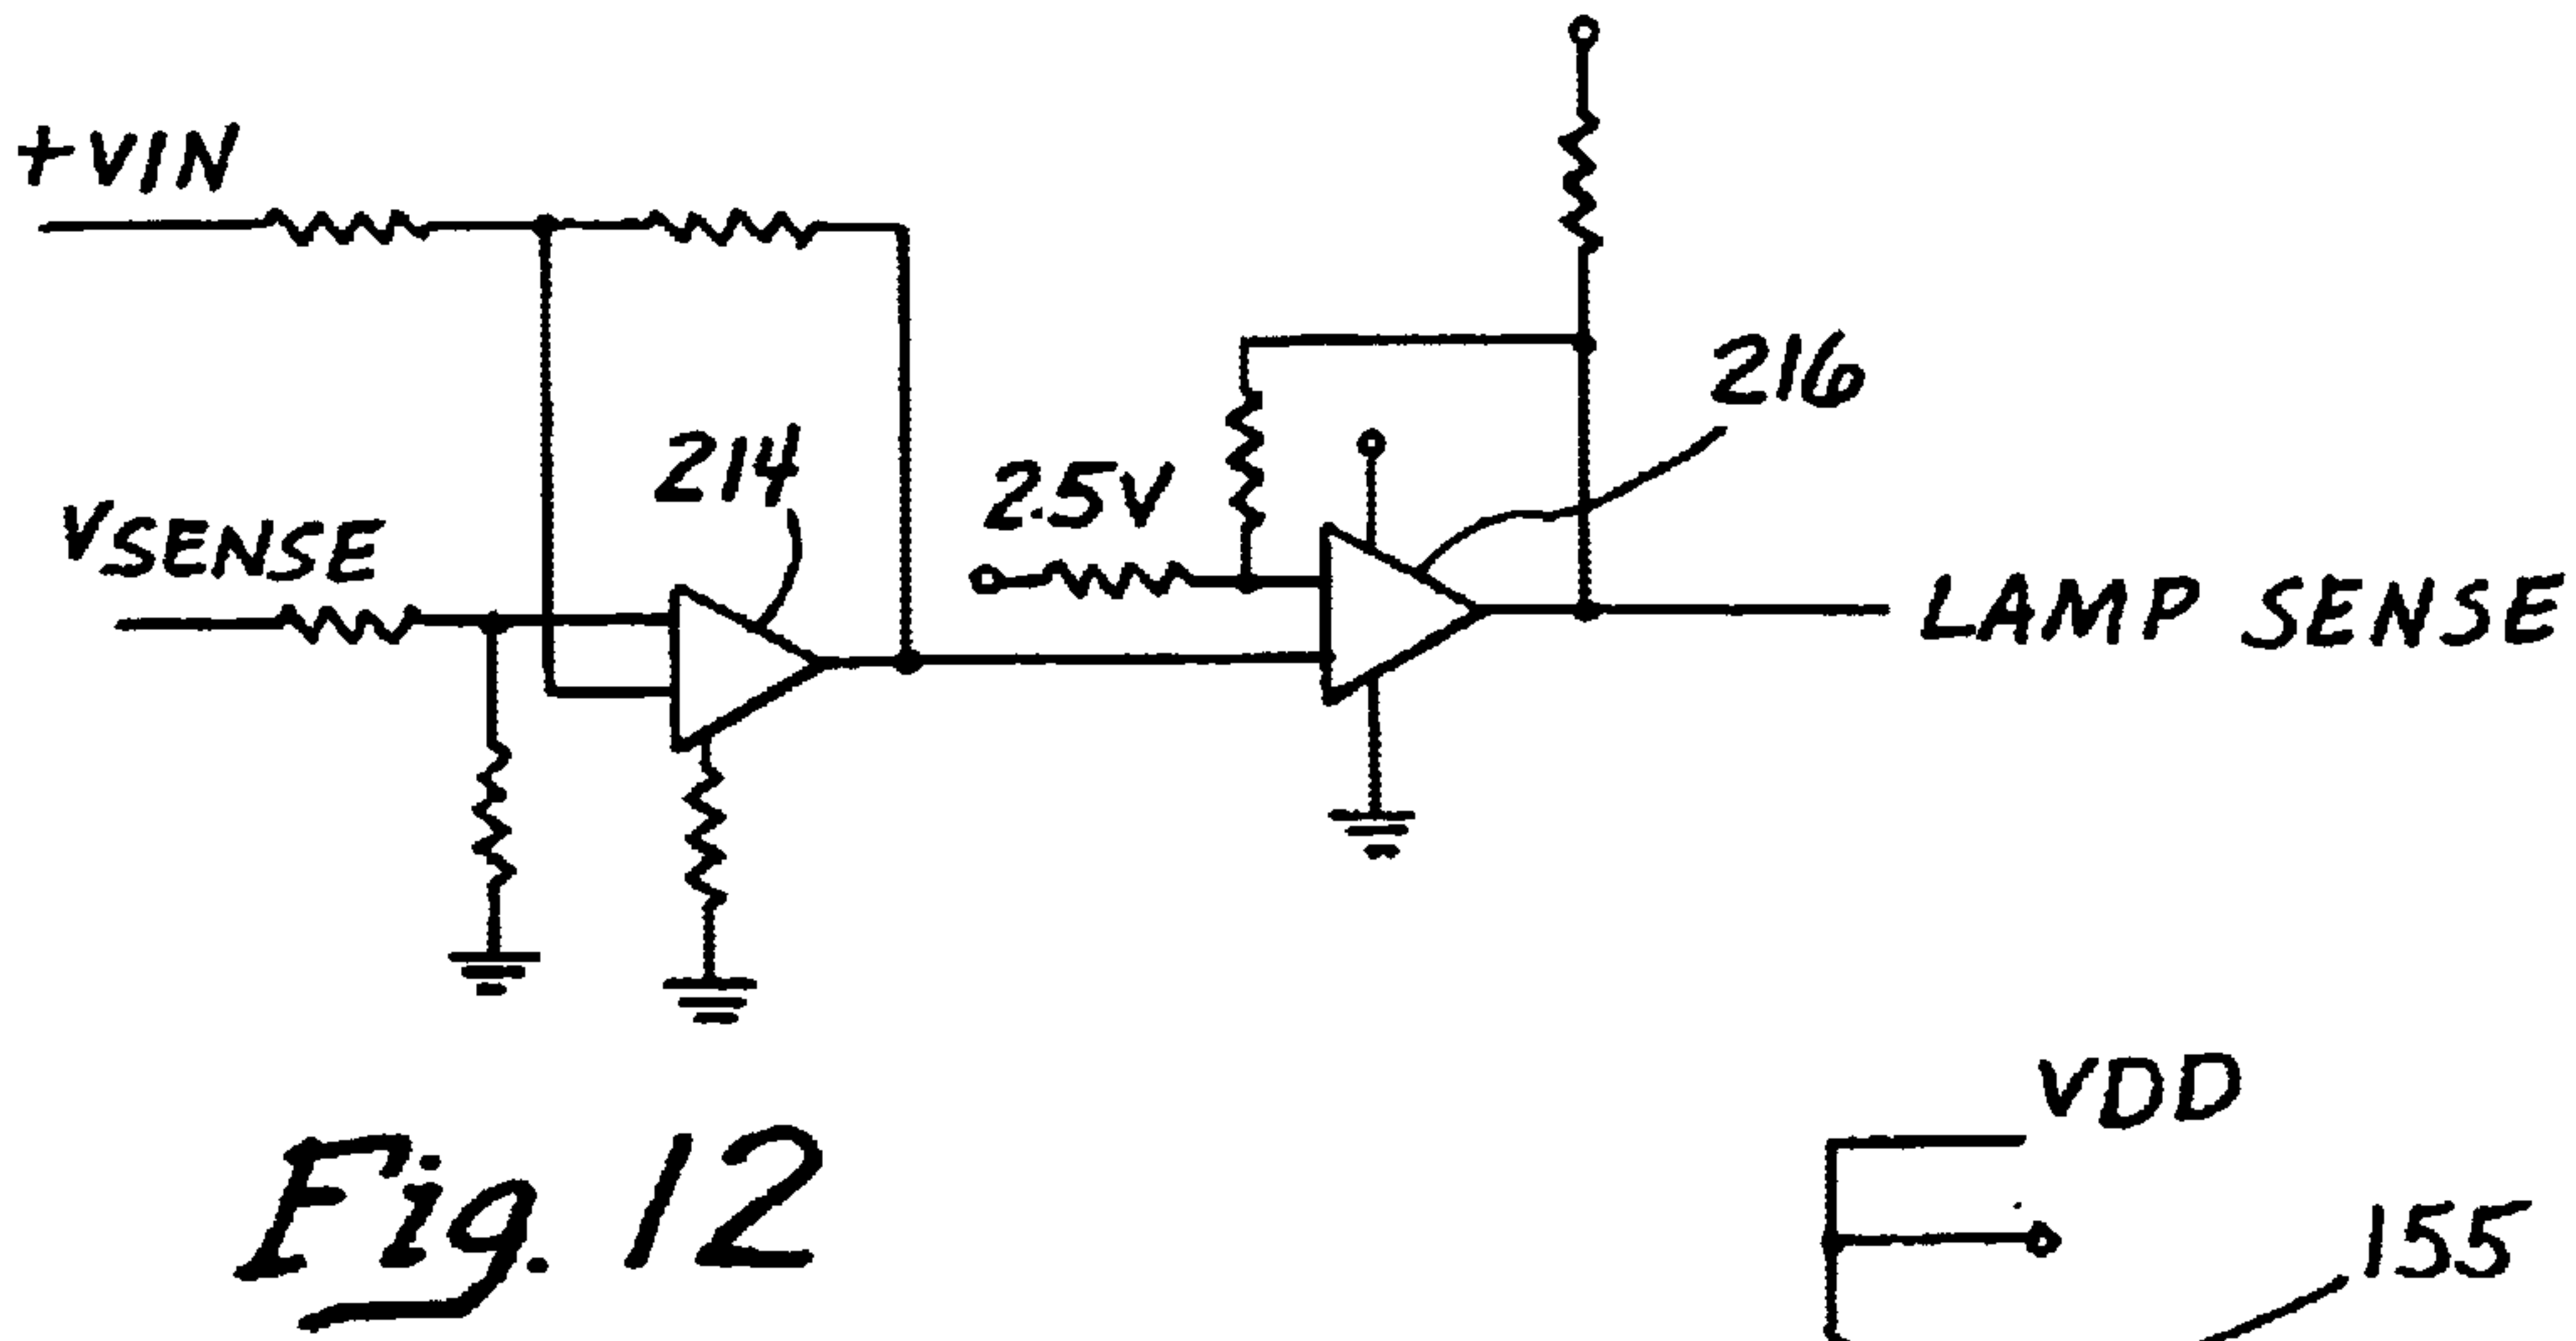 +VIN
216
214
2.5V
VSENSE
LAMP SENSE
Fig. 12
VDD
155